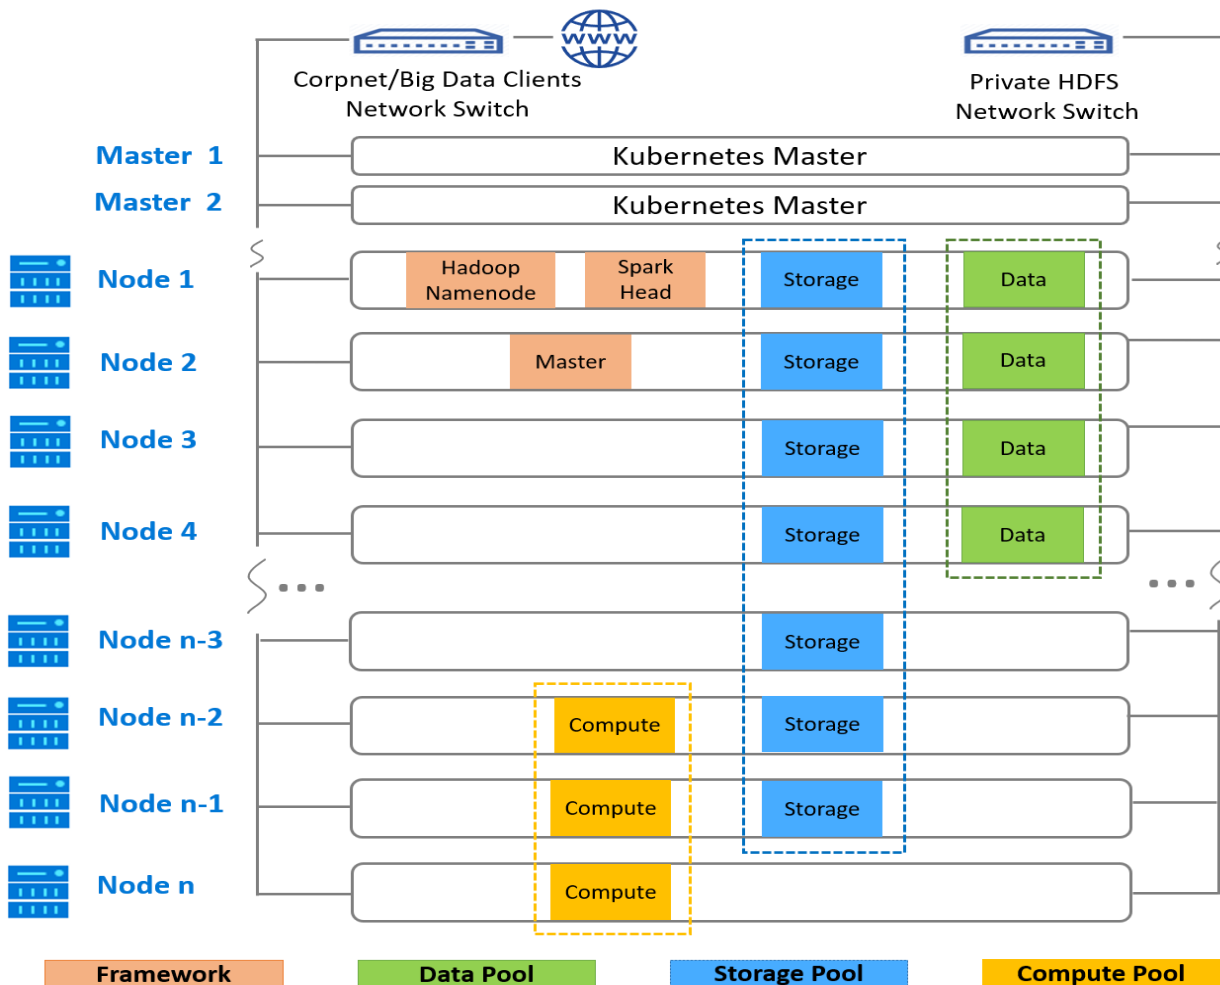 WWW
Corpnet/Big Data Clients
Network Switch
Private HDFS
Network Switch
Master 1
Kubernetes Master
Master 2
Kubernetes Master
Node 1
Hadoop
Namenode
Spark
Head
Storage
Data
Node 2
Master
Storage
Data
Node 3
Storage
Data
Node 4
Storage
Data
...
...
Node n-3
Storage
Node n-2
Compute
Storage
Node n-1
Compute
Storage
Node n
Compute
Framework
Data Pool
Storage Pool
Compute Pool